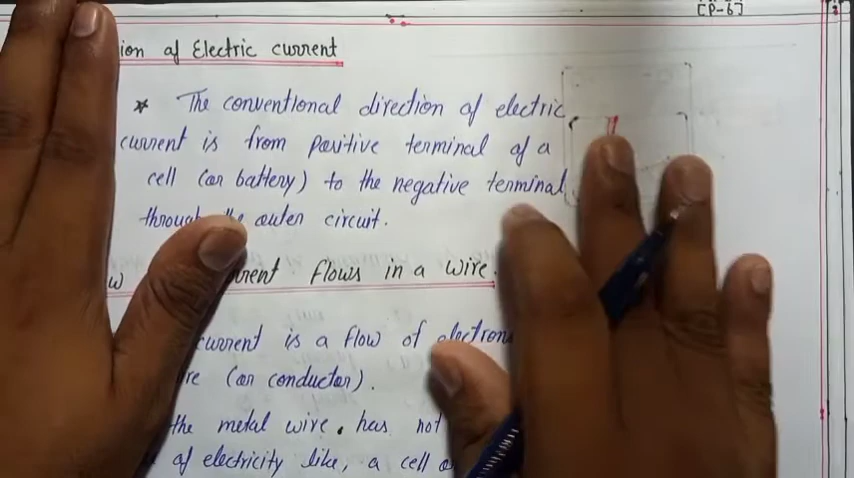 [P-6]
ion of Electric current
* The conventional direction of electric
current is from positive terminal of a
cell (or battery) to the negative terminal
through the outer circuit.
w rrent flows in a wire.
current is a flow of electrons
re (or conductor).
the metal wire. has not
of electricity like, a cell o